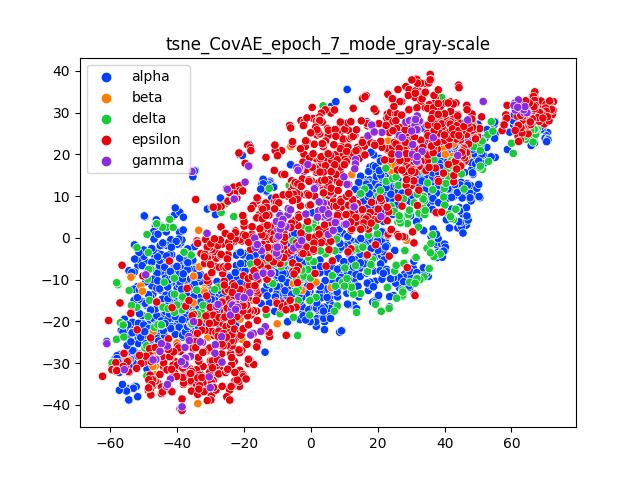 tsne_CovAE_epoch_7_mode_gray-scale
alpha
beta
delta
epsilon
gamma
40
30
20
10
0
−10
−20
−30
−40
−60 −40 −20 0 20 40 60